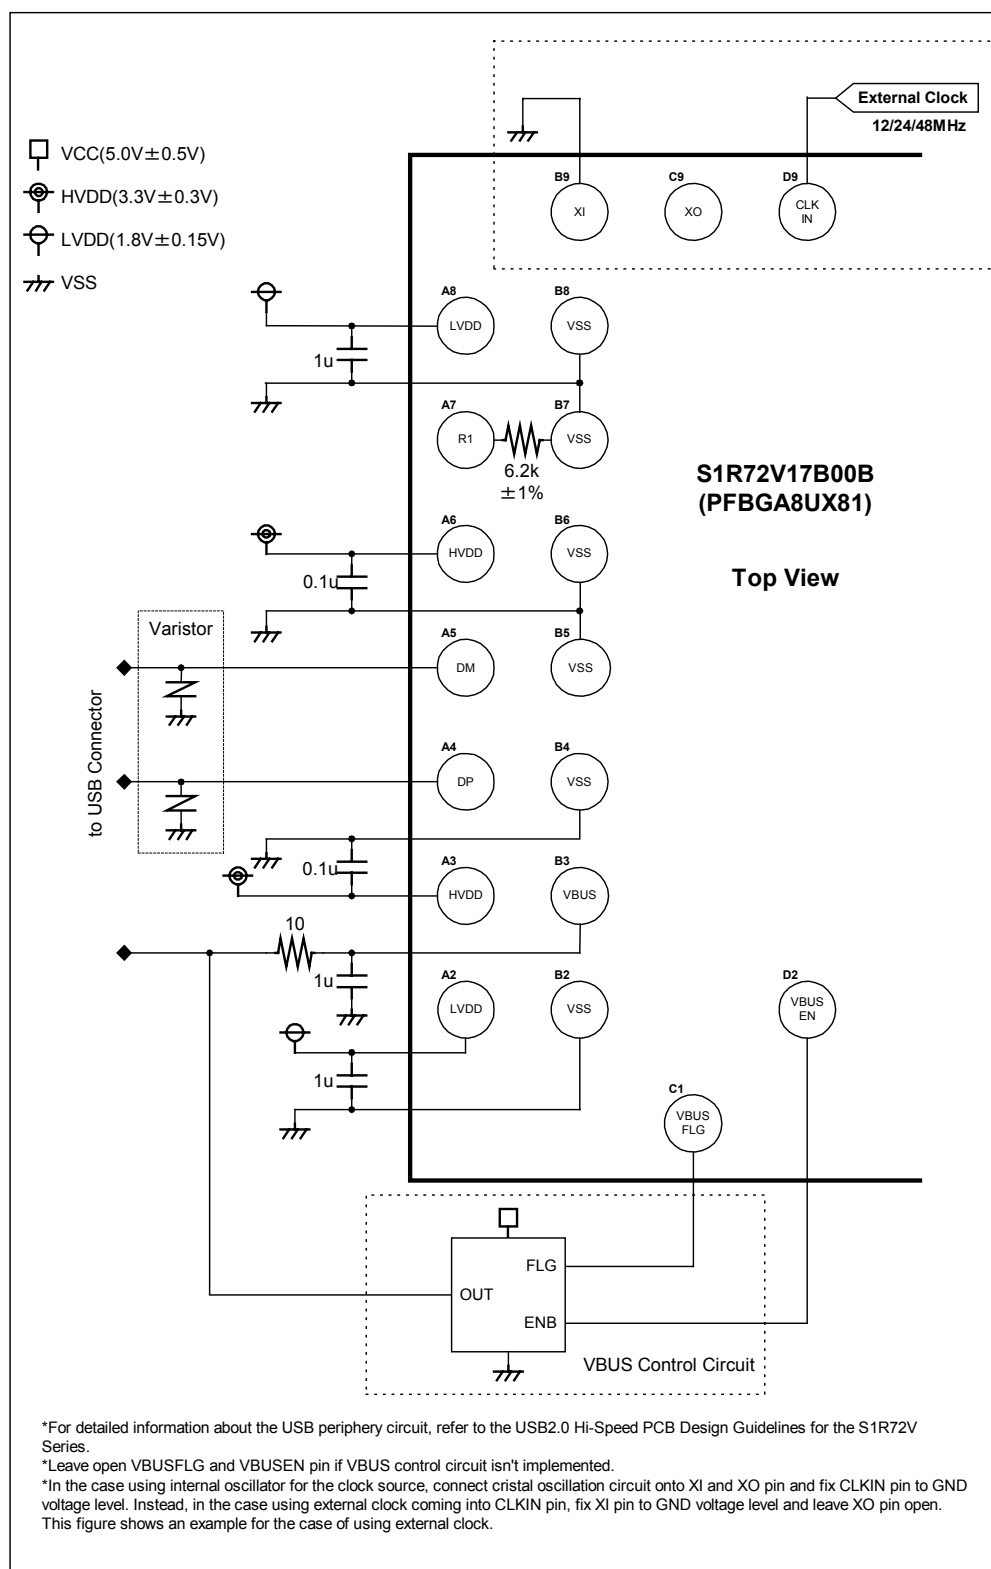 External Clock
12/24/48MHz
VCC(5.0V±0.5V)
HVDD(3.3V±0.3V)
LVDD(1.8V±0.15V)
VSS
B9
XI
C9
XO
D9
CLK
IN
A8
LVDD
B8
VSS
1u
A7
R1
B7
VSS
6.2k
±1%
S1R72V17B00B
(PFBGA8UX81)
Top View
A6
HVDD
B6
VSS
0.1u
Varistor
A5
DM
B5
VSS
to USB Connector
A4
DP
B4
VSS
0.1u
A3
HVDD
B3
VBUS
10
1u
A2
LVDD
B2
VSS
D2
VBUS
EN
1u
C1
VBUS
FLG
FLG
OUT
ENB
VBUS Control Circuit
*For detailed information about the USB periphery circuit, refer to the USB2.0 Hi-Speed PCB Design Guidelines for the S1R72V
Series.
*Leave open VBUSFLG and VBUSEN pin if VBUS control circuit isn't implemented.
*In the case using internal oscillator for the clock source, connect cristal oscillation circuit onto XI and XO pin and fix CLKIN pin to GND
voltage level. Instead, in the case using external clock coming into CLKIN pin, fix XI pin to GND voltage level and leave XO pin open.
This figure shows an example for the case of using external clock.